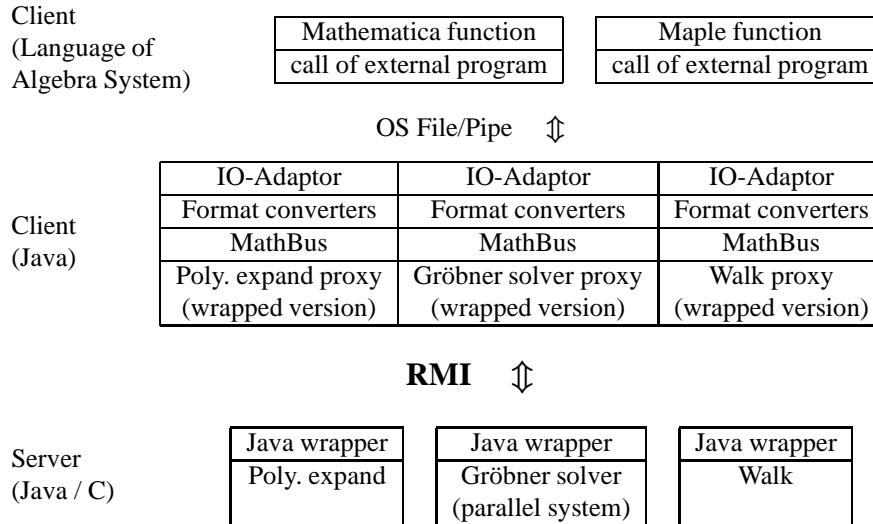 Client
(Language of
Algebra System)
Mathematica function
call of external program
Maple function
call of external program
OS File/Pipe ⇕
Client
(Java)
IO-Adaptor
Format converters
MathBus
Poly. expand proxy
(wrapped version)
IO-Adaptor
Format converters
MathBus
Gröbner solver proxy
(wrapped version)
IO-Adaptor
Format converters
MathBus
Walk proxy
(wrapped version)
RMI ⇕
Server
(Java / C)
Java wrapper
Poly. expand
Java wrapper
Gröbner solver
(parallel system)
Java wrapper
Walk